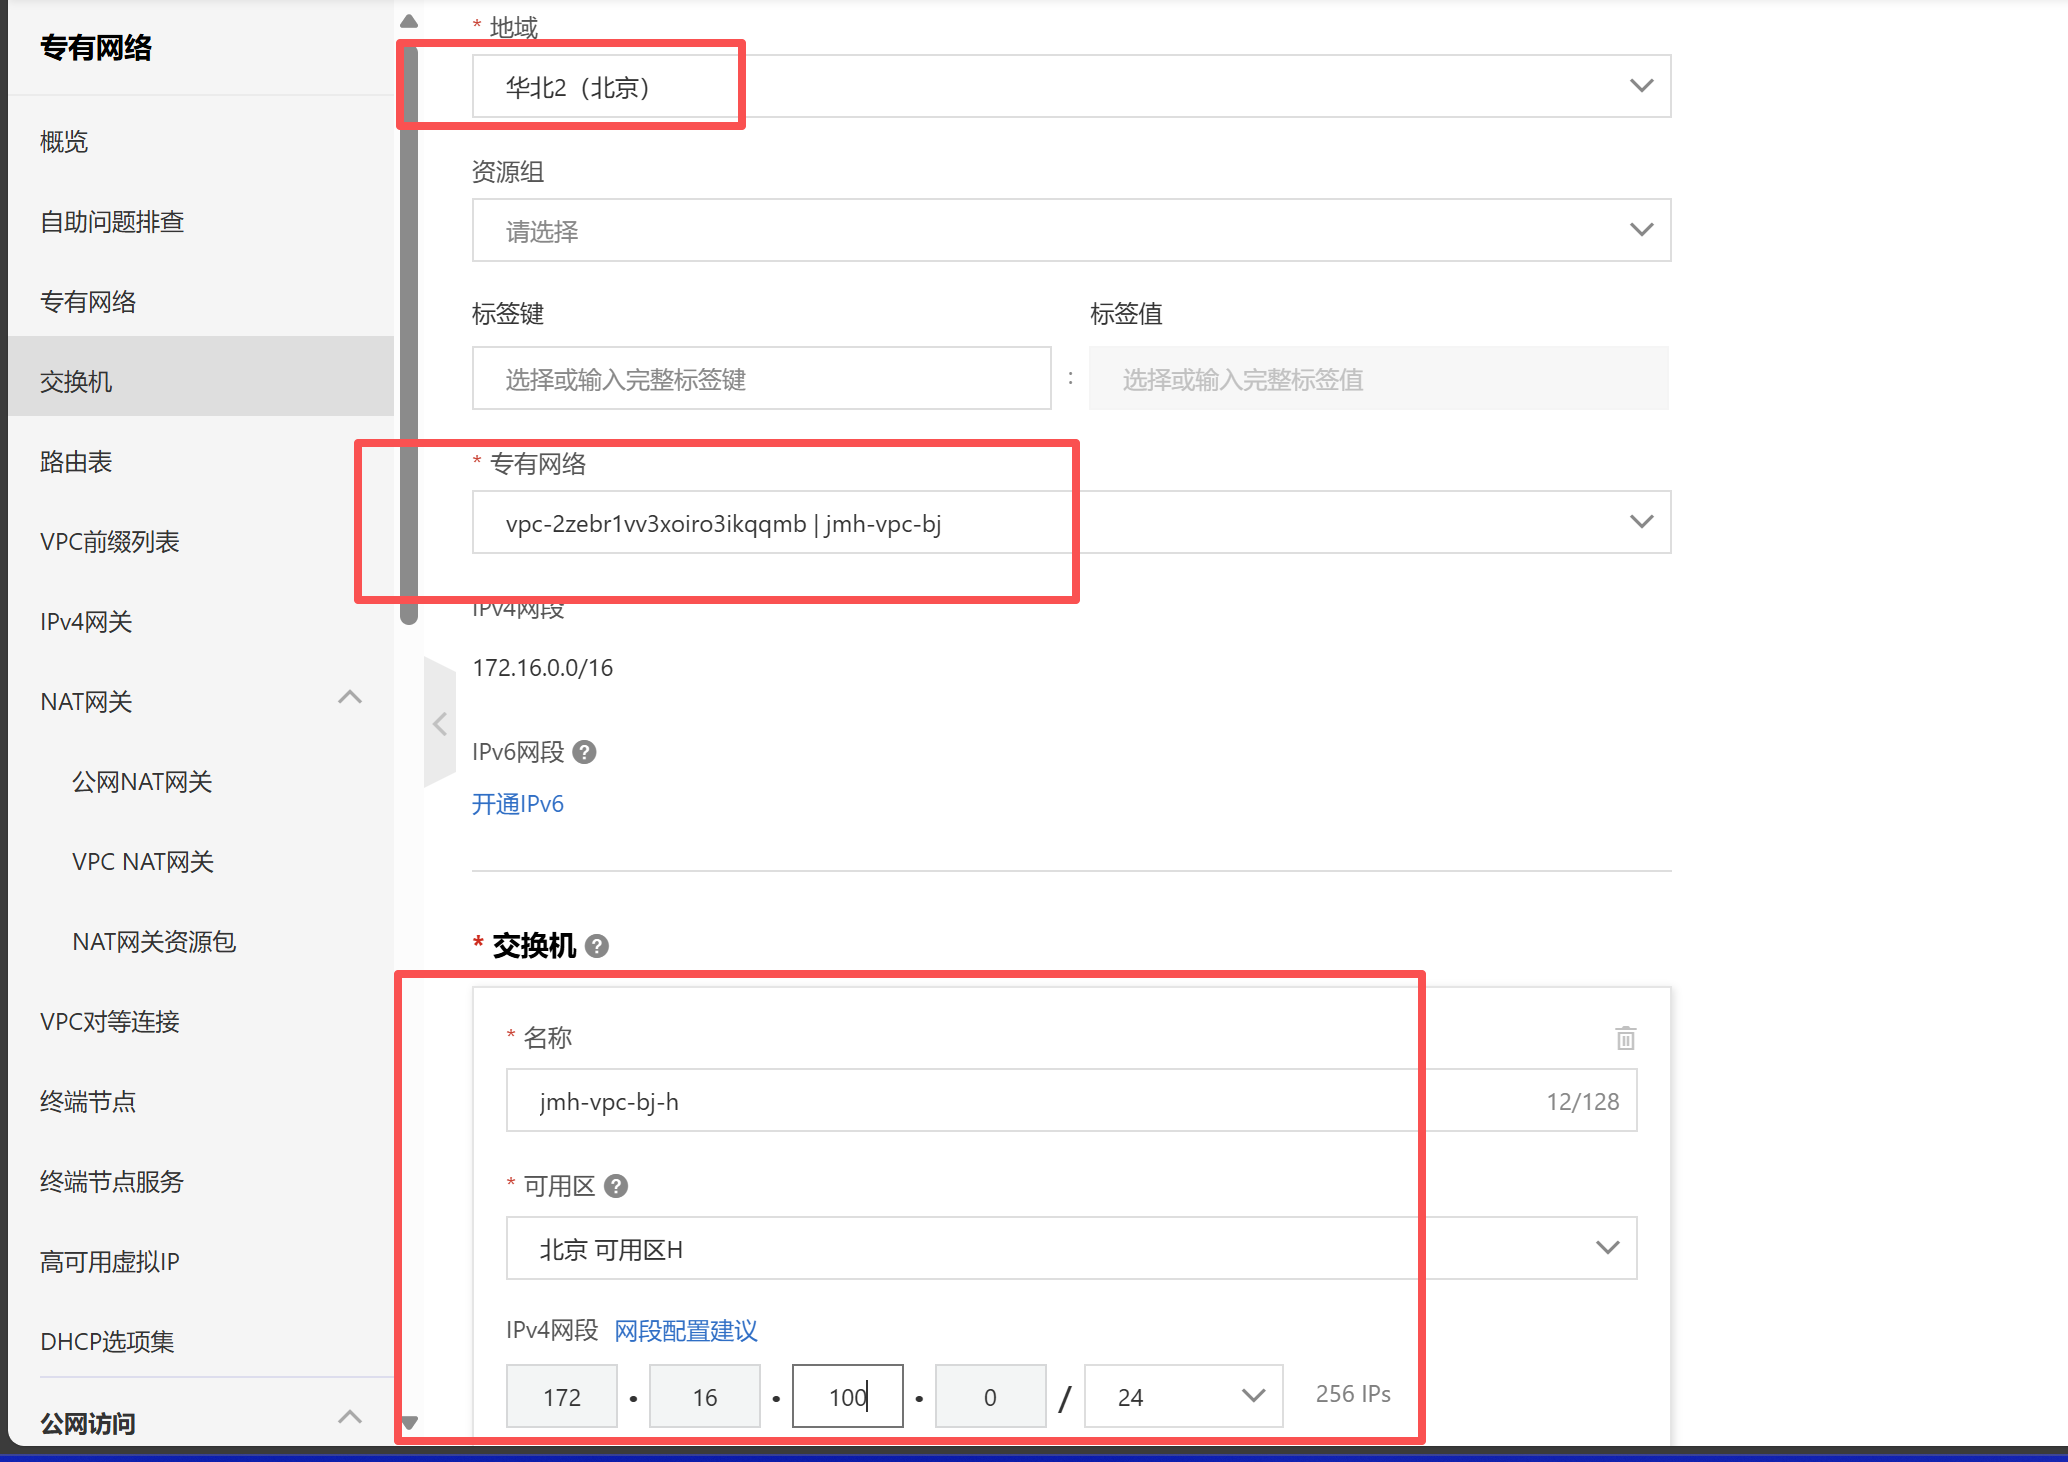 专有网络
概览
自助问题排查
专有网络
交换机
路由表
VPC前缀列表
IPv4网关
NAT网关
公网NAT网关
VPC NAT网关
NAT网关资源包
VPC对等连接
终端节点
终端节点服务
高可用虚拟IP
DHCP选项集
公网访问
* 地域
华北2（北京）
资源组
请选择
标签键 标签值
选择或输入完整标签键 : 选择或输入完整标签值
* 专有网络
vpc-2zebr1vv3xoiro3ikqqmb | jmh-vpc-bj
IPv4网段
172.16.0.0/16
IPv6网段 ?
开通IPv6
* 交换机 ?
* 名称
jmh-vpc-bj-h 12/128
* 可用区 ?
北京 可用区H
IPv4网段 网段配置建议
172 • 16 • 100 • 0 / 24 256 IPs